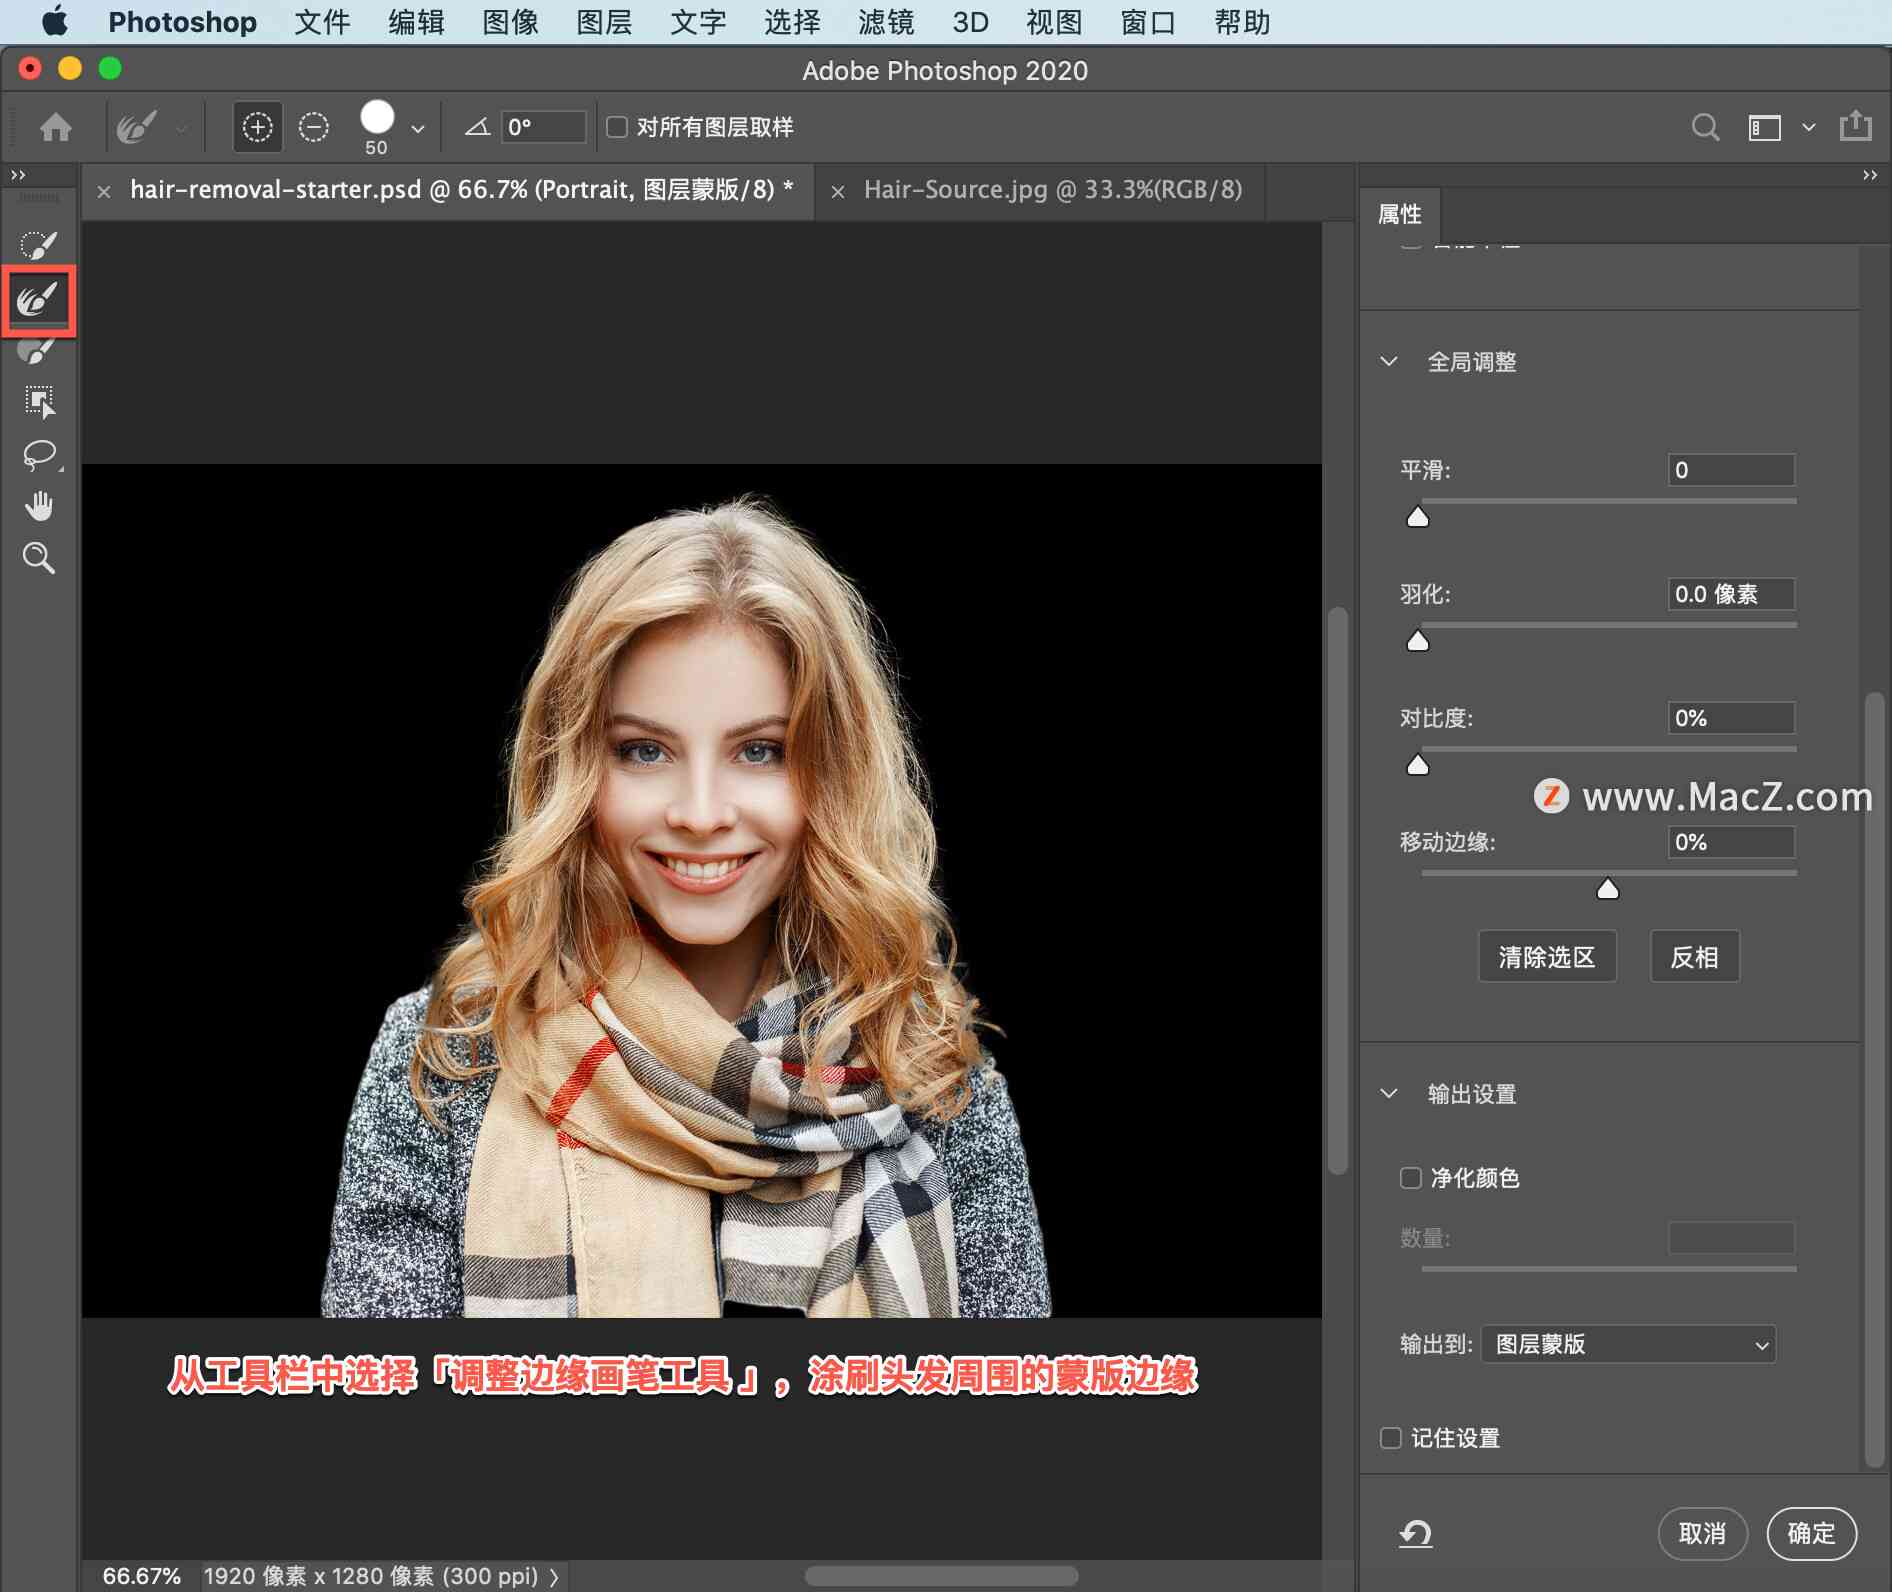 Photoshop 文件 编辑 图像 图层 文字 选择 滤镜 3D 视图 窗口 帮助
Adobe Photoshop 2020
50
0°
对所有图层取样
hair-removal-starter.psd @ 66.7% (Portrait, 图层蒙版/8) *
Hair-Source.jpg @ 33.3%(RGB/8)
属性
全局调整
平滑: 0
羽化: 0.0 像素
对比度: 0%
Z www.MacZ.com
移动边缘: 0%
清除选区 反相
输出设置
净化颜色
数量:
输出到: 图层蒙版
从工具栏中选择「调整边缘画笔工具 」，涂刷头发周围的蒙版边缘
记住设置
取消 确定
66.67% 1920 像素 x 1280 像素 (300 ppi)